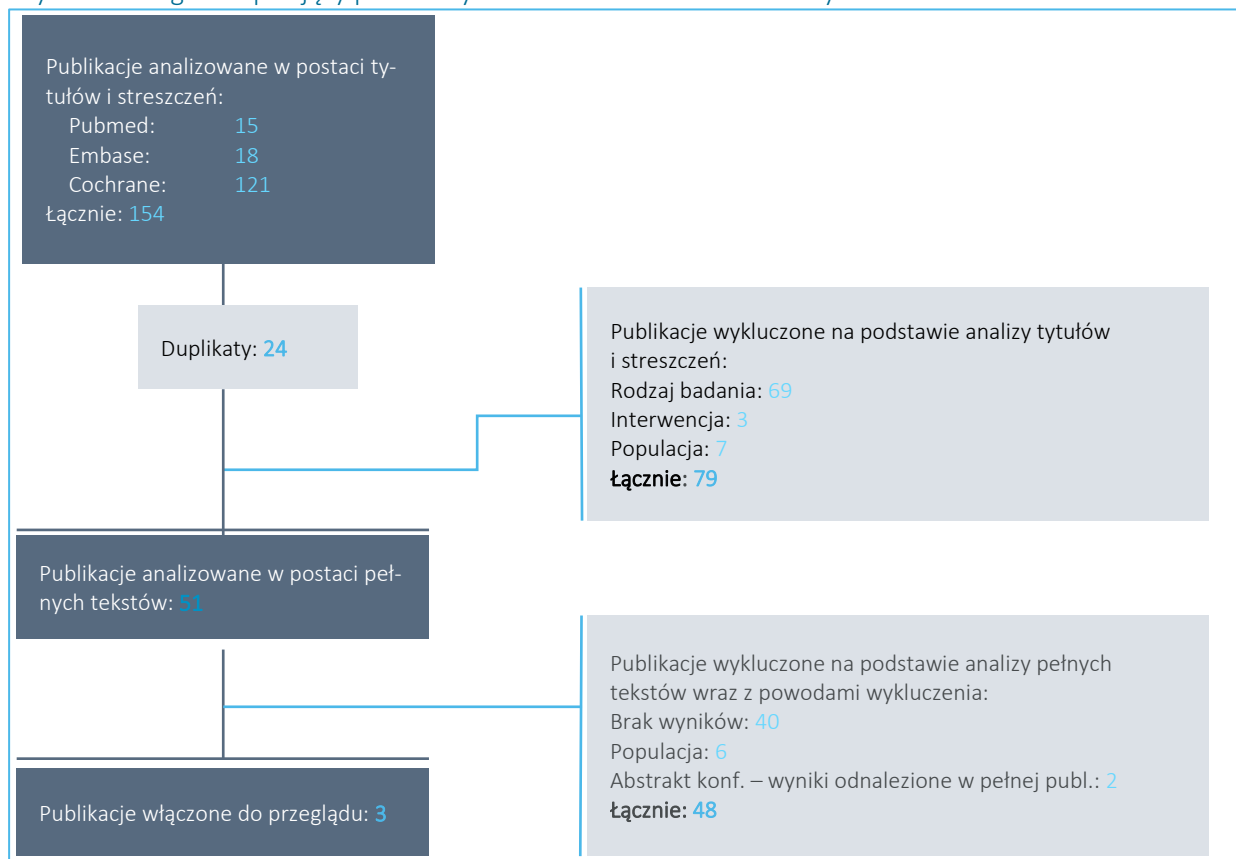 Publikacje analizowane w postaci ty-
tułów i streszczeń:
Pubmed: 15
Embase: 18
Cochrane: 121
Łącznie: 154
Duplikaty: 24
Publikacje wykluczone na podstawie analizy tytułów
i streszczeń:
Rodzaj badania: 69
Interwencja: 3
Populacja: 7
Łącznie: 79
Publikacje analizowane w postaci peł-
nych tekstów: 51
Publikacje wykluczone na podstawie analizy pełnych
tekstów wraz z powodami wykluczenia:
Brak wyników: 40
Populacja: 6
Abstrakt konf. – wyniki odnalezione w pełnej publ.: 2
Łącznie: 48
Publikacje włączone do przeglądu: 3